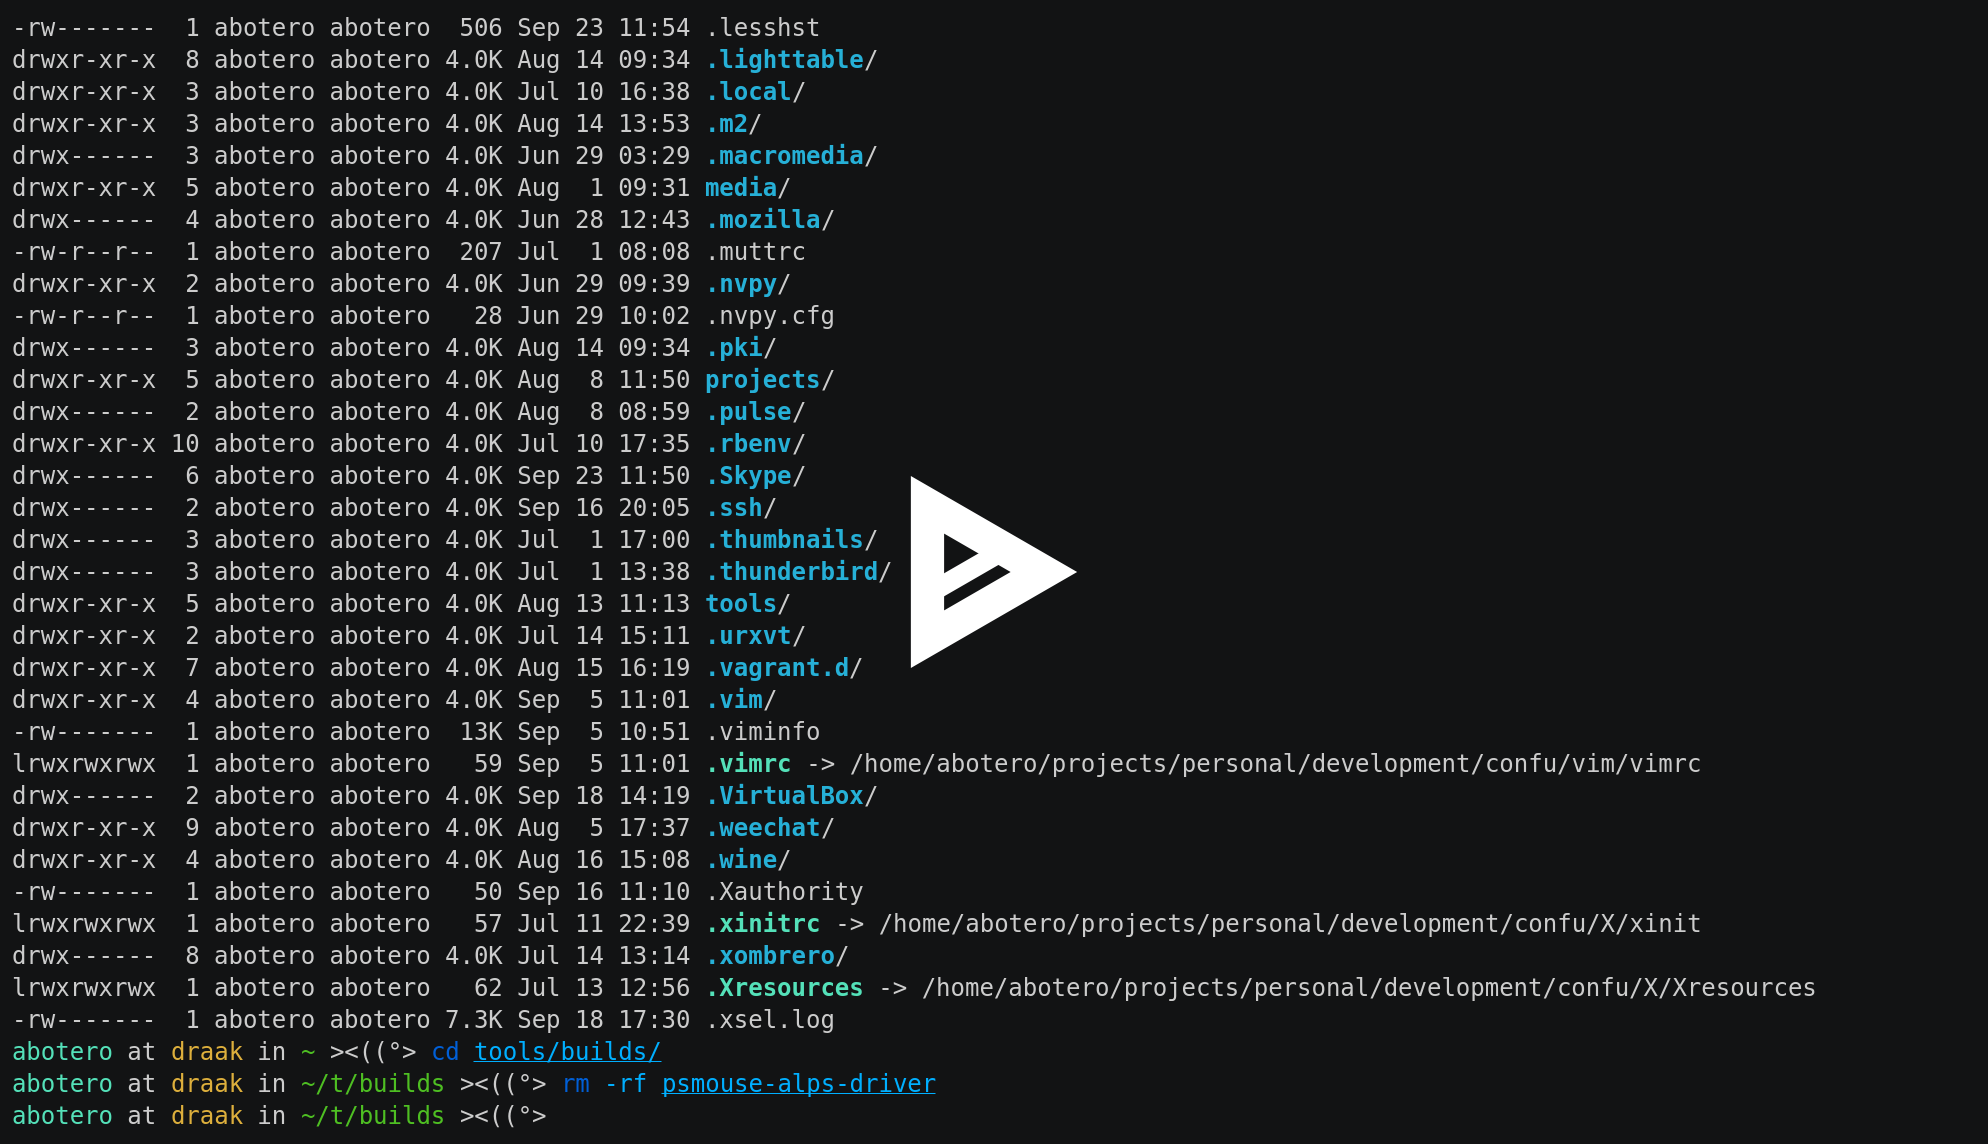 -rw-------  1 abotero abotero  506 Sep 23 11:54 .lesshst
drwxr-xr-x  8 abotero abotero 4.0K Aug 14 09:34 .lighttable/
drwxr-xr-x  3 abotero abotero 4.0K Jul 10 16:38 .local/
drwxr-xr-x  3 abotero abotero 4.0K Aug 14 13:53 .m2/
drwx------  3 abotero abotero 4.0K Jun 29 03:29 .macromedia/
drwxr-xr-x  5 abotero abotero 4.0K Aug  1 09:31 media/
drwx------  4 abotero abotero 4.0K Jun 28 12:43 .mozilla/
-rw-r--r--  1 abotero abotero  207 Jul  1 08:08 .muttrc
drwxr-xr-x  2 abotero abotero 4.0K Jun 29 09:39 .nvpy/
-rw-r--r--  1 abotero abotero   28 Jun 29 10:02 .nvpy.cfg
drwx------  3 abotero abotero 4.0K Aug 14 09:34 .pki/
drwxr-xr-x  5 abotero abotero 4.0K Aug  8 11:50 projects/
drwx------  2 abotero abotero 4.0K Aug  8 08:59 .pulse/
drwxr-xr-x 10 abotero abotero 4.0K Jul 10 17:35 .rbenv/
drwx------  6 abotero abotero 4.0K Sep 23 11:50 .Skype/
drwx------  2 abotero abotero 4.0K Sep 16 20:05 .ssh/
drwx------  3 abotero abotero 4.0K Jul  1 17:00 .thumbnails/
drwx------  3 abotero abotero 4.0K Jul  1 13:38 .thunderbird/
drwxr-xr-x  5 abotero abotero 4.0K Aug 13 11:13 tools/
drwxr-xr-x  2 abotero abotero 4.0K Jul 14 15:11 .urxvt/
drwxr-xr-x  7 abotero abotero 4.0K Aug 15 16:19 .vagrant.d/
drwxr-xr-x  4 abotero abotero 4.0K Sep  5 11:01 .vim/
-rw-------  1 abotero abotero  13K Sep  5 10:51 .viminfo
lrwxrwxrwx  1 abotero abotero   59 Sep  5 11:01 .vimrc -> /home/abotero/projects/personal/development/confu/vim/vimrc
drwx------  2 abotero abotero 4.0K Sep 18 14:19 .VirtualBox/
drwxr-xr-x  9 abotero abotero 4.0K Aug  5 17:37 .weechat/
drwxr-xr-x  4 abotero abotero 4.0K Aug 16 15:08 .wine/
-rw-------  1 abotero abotero   50 Sep 16 11:10 .Xauthority
lrwxrwxrwx  1 abotero abotero   57 Jul 11 22:39 .xinitrc -> /home/abotero/projects/personal/development/confu/X/xinit
drwx------  8 abotero abotero 4.0K Jul 14 13:14 .xombrero/
lrwxrwxrwx  1 abotero abotero   62 Jul 13 12:56 .Xresources -> /home/abotero/projects/personal/development/confu/X/Xresources
-rw-------  1 abotero abotero 7.3K Sep 18 17:30 .xsel.log
abotero at draak in ~ ><((°> cd tools/builds/
abotero at draak in ~/t/builds ><((°> rm -rf psmouse-alps-driver
abotero at draak in ~/t/builds ><((°>